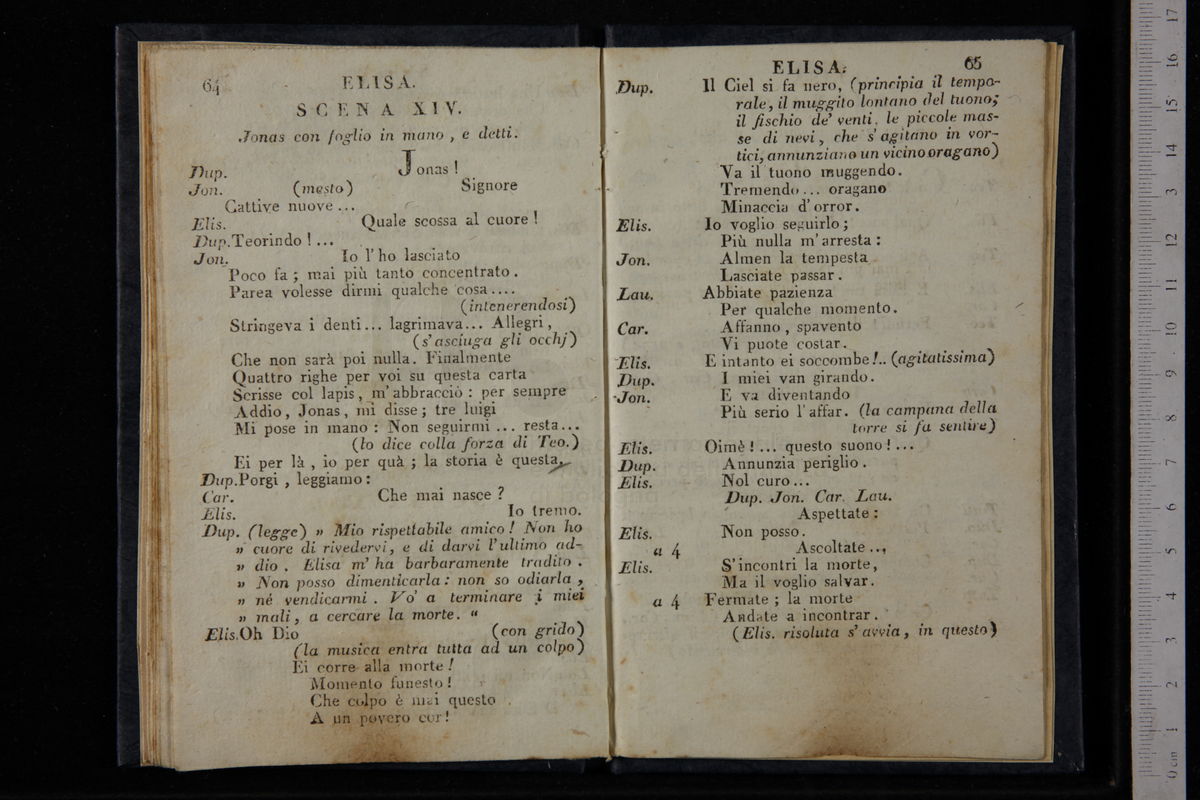 64
ELISA.
SCENA XIV.
Jonas con foglio in mano, e detti.
Dup. Jonas!
Jon. (mesto) Signore
Cattive nuove...
Elis. Quale scossa al cuore!
Dup. Teorindo!...
Jon. Io l'ho lasciato
Poco fa; mai più tanto concentrato.
Parea volesse dirmi qualche cosa....
(intenerendosi)
Stringeva i denti... lagrimava... Allegri,
(s'asciuga gli occhj)
Che non sarà poi nulla. Finalmente
Quattro righe per voi su questa carta
Scrisse col lapis, m'abbracciò: per sempre
Addio, Jonas, mi disse; tre luigi
Mi pose in mano: Non seguirmi... resta...
(lo dice colla forza di Teo.)
Ei per là, io per quà; la storia è questa.
Dup. Porgi, leggiamo:
Car. Che mai nasce?
Elis. Io tremo.
Dup. (legge) » Mio rispettabile amico! Non ho
» cuore di rivedervi, e di darvi l'ultimo ad-
» dio. Elisa m'ha barbaramente tradito.
» Non posso dimenticarla: non so odiarla,
» né vendicarmi. Vo' a terminare i miei
» mali, a cercare la morte. "
Elis. Oh Dio (con grido)
(la musica entra tutta ad un colpo)
Ei corre alla morte!
Momento funesto!
Che colpo è mai questo
A un povero cor!
ELISA.
65
Dup. Il Ciel si fa nero, (principia il tempo-
rale, il muggito lontano del tuono;
il fischio de' venti, le piccole mas-
se di nevi, che s'agitano in vor-
tici, annunziano un vicino oragano)
Va il tuono muggendo.
Tremendo... oragano
Minaccia d'orror.
Elis. Io voglio seguirlo;
Più nulla m'arresta:
Jon. Almen la tempesta
Lasciate passar.
Lau. Abbiate pazienza
Per qualche momento.
Car. Affanno, spavento
Vi puote costar.
Elis. E intanto ei soccombe!.. (agitatissima)
Dup. I miei van girando.
Jon. E va diventando
Più serio l'affar. (la campana della
torre si fa sentire)
Elis. Oimè!... questo suono!...
Dup. Annunzia periglio.
Elis. Nol curo...
Dup. Jon. Car. Lau.
Aspettate:
Elis. Non posso.
a 4 Ascoltate...
Elis. S'incontri la morte,
Ma il voglio salvar.
a 4 Fermate; la morte
Andate a incontrar.
(Elis. risoluta s'avvia, in questo)